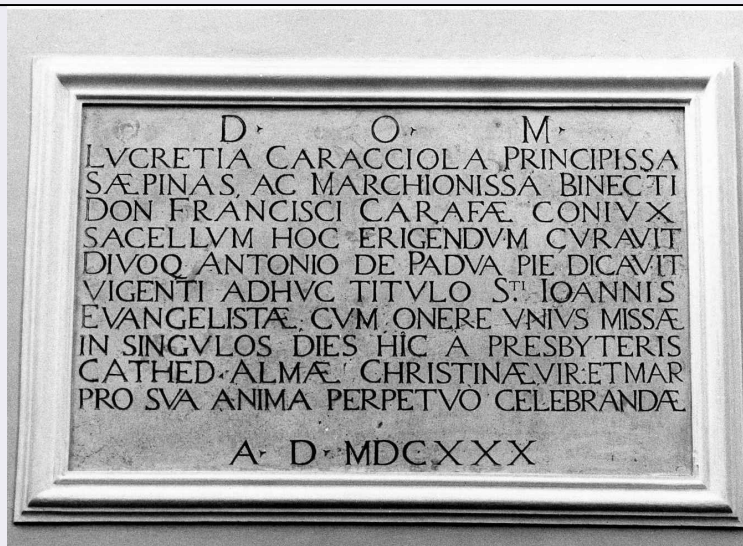 D· O· M·
LVCRETIA CARACCIOLA PRINCIPISSA
SÆPINAS, AC MARCHIONISSA BINECTI
DON FRANCISCI CARAFÆ CONIVX
SACELLVM HOC ERIGENDVM CVRAVIT
DIVOQ ANTONIO DE PADVA PIE DICAVIT
VIGENTI ADHVC TITVLO S.TI IOANNIS
EVANGELISTÆ, CVM ONERE VNIVS MISSÆ
IN SINGVLOS DIES HIC A PRESBYTERIS
CATHED· ALMÆ CHRISTINÆ VIR: ET MAR
PRO SVA ANIMA PERPETVO CELEBRANDÆ
A· D· MDCXXX